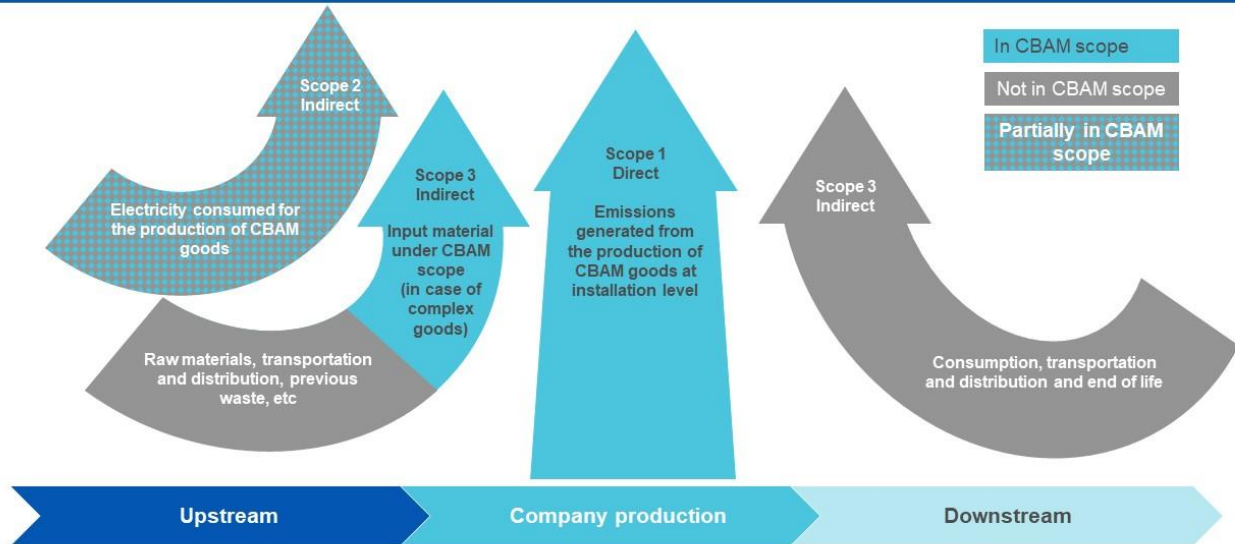 Scope 2
Indirect
Electricity consumed for
the production of CBAM
goods
Scope 3
Indirect
Input material
under CBAM
scope
(in case of
complex
goods)
Raw materials, transportation
and distribution, previous
waste, etc
Scope 1
Direct
Emissions
generated from
the production of
CBAM goods at
installation level
Scope 3
Indirect
Consumption, transportation
and distribution and end of life
In CBAM scope
Not in CBAM scope
Partially in CBAM
scope
Upstream
Company production
Downstream